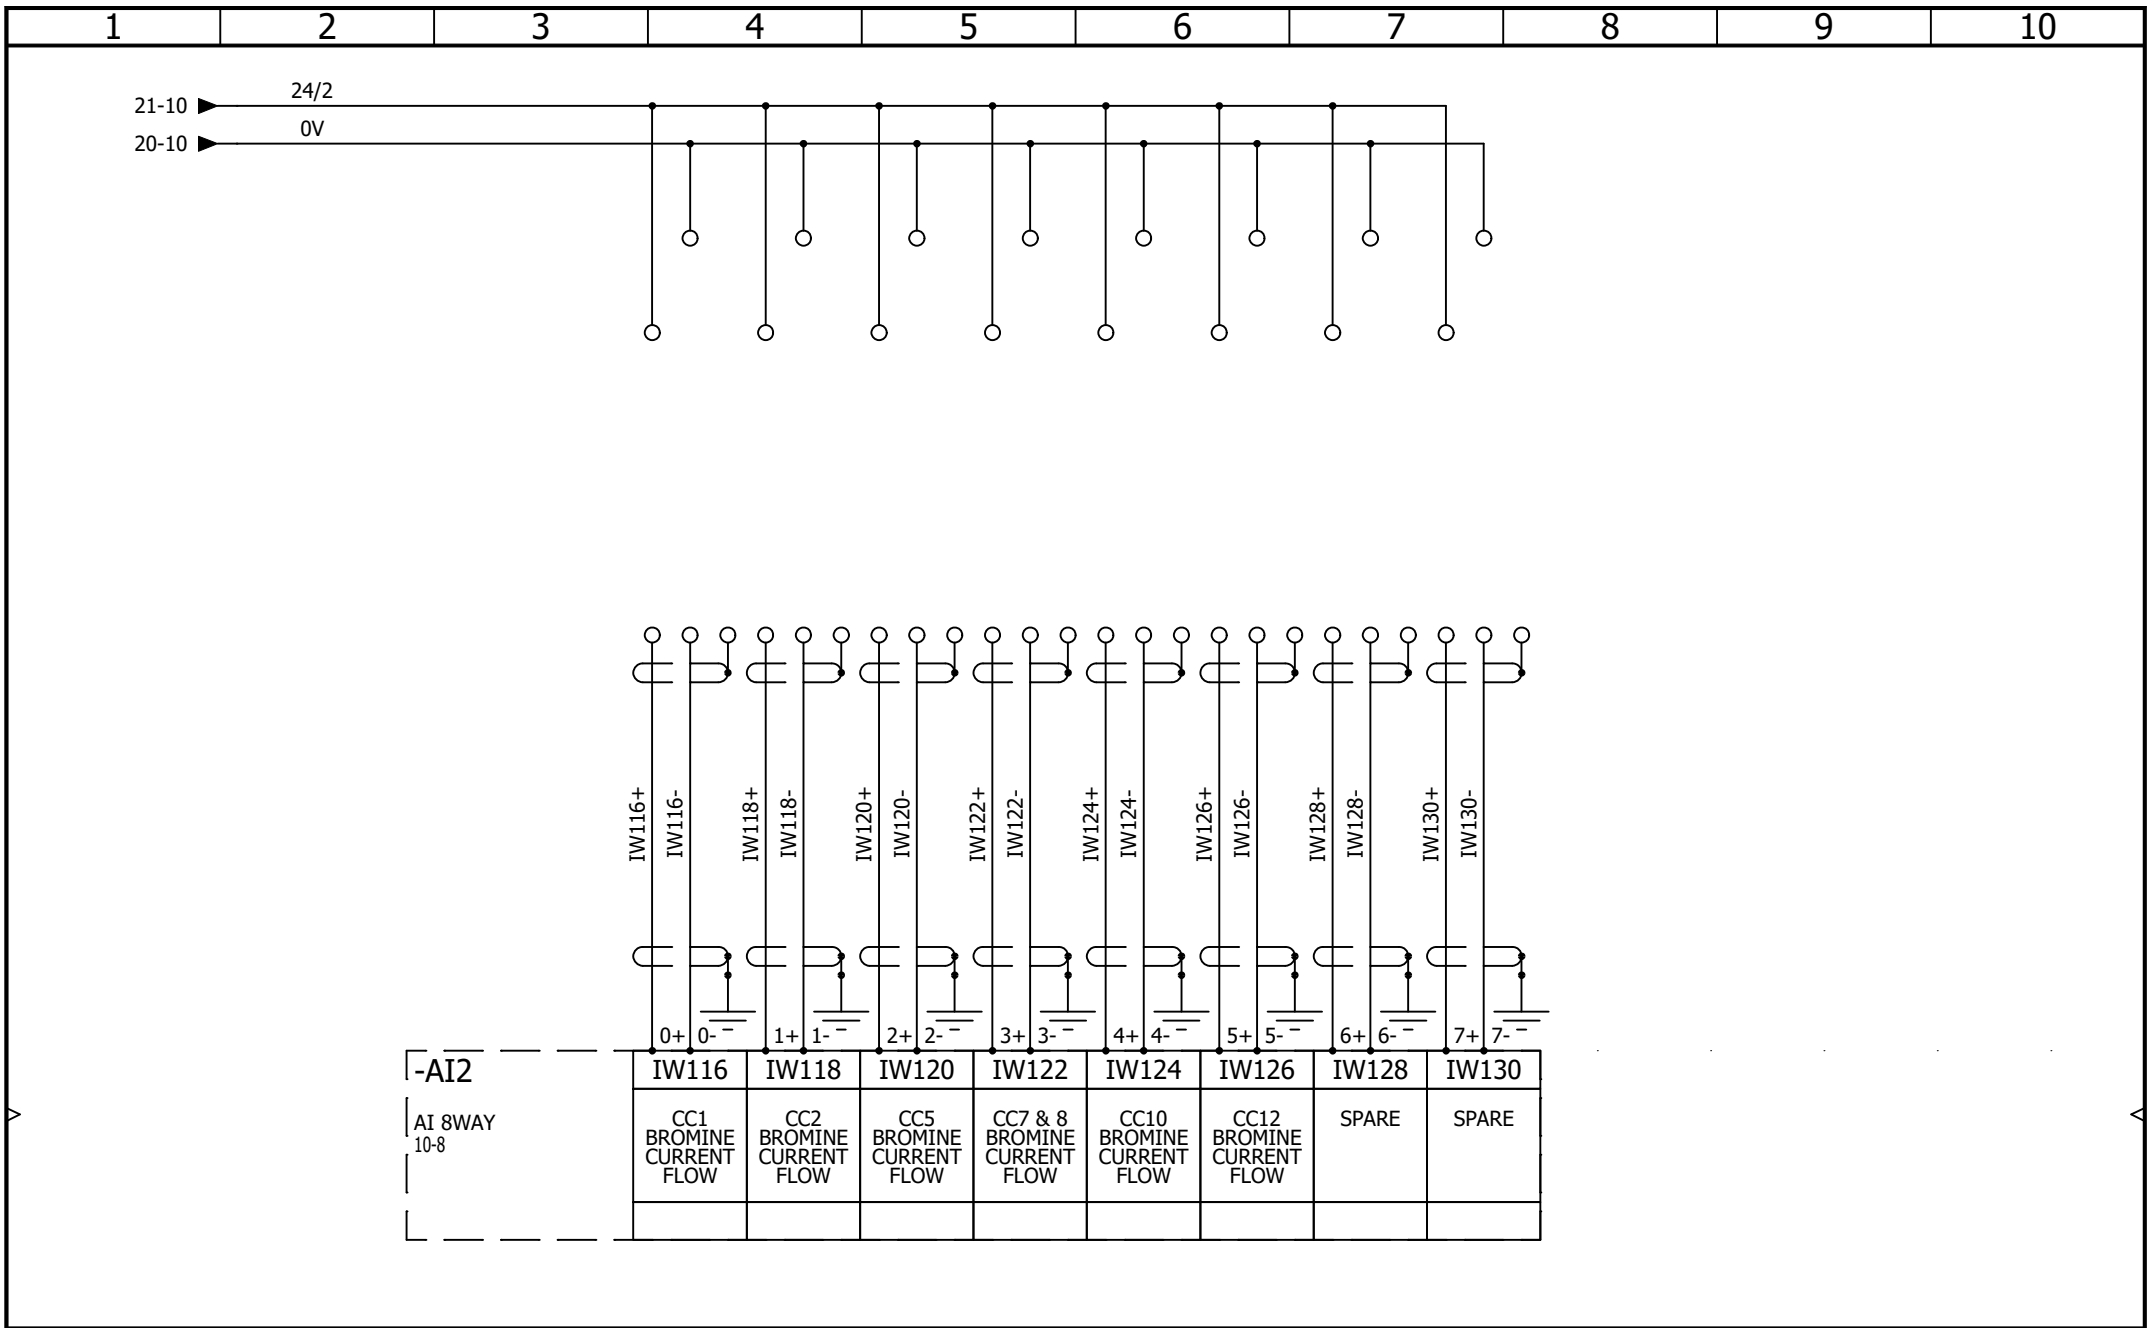 1 2 3 4 5 6 7 8 9 10
21-10 24/2
20-10 0V
IW116+ IW116- IW118+ IW118- IW120+ IW120- IW122+ IW122- IW124+ IW124- IW126+ IW126- IW128+ IW128- IW130+ IW130-
0+ 0- 1+ 1- 2+ 2- 3+ 3- 4+ 4- 5+ 5- 6+ 6- 7+ 7-
-AI2
AI 8WAY
10-8
IW116 IW118 IW120 IW122 IW124 IW126 IW128 IW130
CC1
BROMINE
CURRENT
FLOW
CC2
BROMINE
CURRENT
FLOW
CC5
BROMINE
CURRENT
FLOW
CC7 & 8
BROMINE
CURRENT
FLOW
CC10
BROMINE
CURRENT
FLOW
CC12
BROMINE
CURRENT
FLOW
SPARE
SPARE